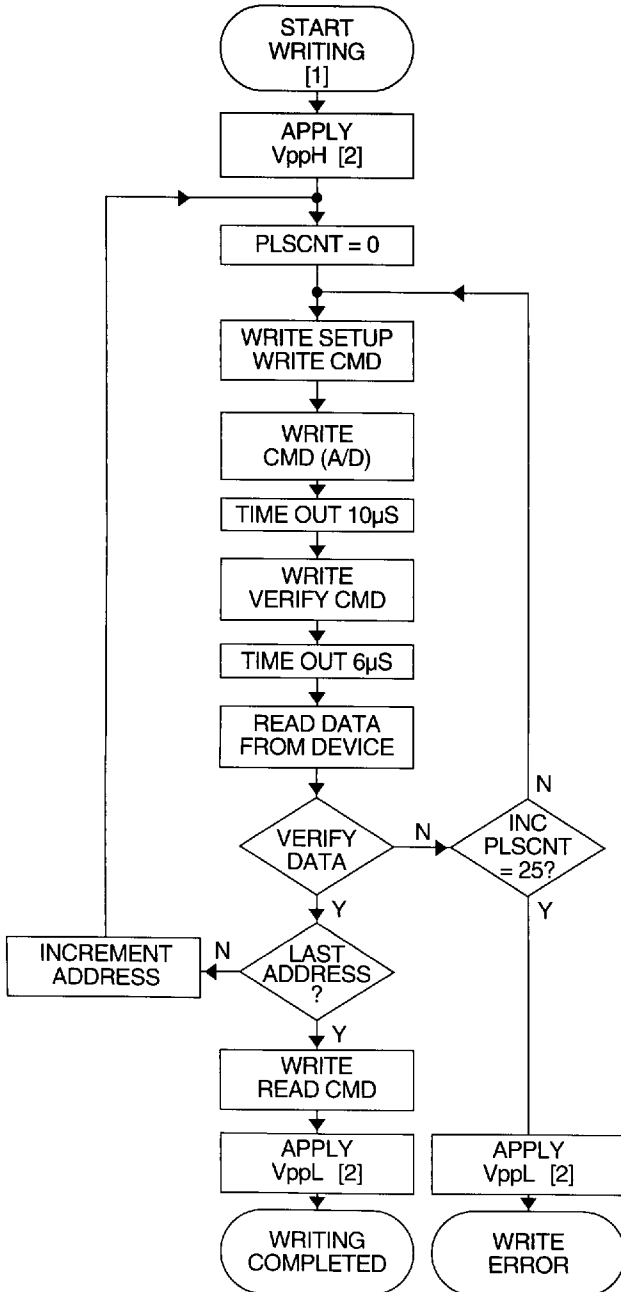 START
WRITING
[1]
APPLY
VppH [2]
PLSCNT = 0
WRITE SETUP
WRITE CMD
WRITE
CMD (A/D)
TIME OUT 10µS
WRITE
VERIFY CMD
TIME OUT 6µS
READ DATA
FROM DEVICE
VERIFY
DATA
N
INC
PLSCNT
= 25?
N
Y
Y
LAST
ADDRESS
?
N
INCREMENT
ADDRESS
Y
WRITE
READ CMD
APPLY
VppL [2]
WRITING
COMPLETED
APPLY
VppL [2]
WRITE
ERROR